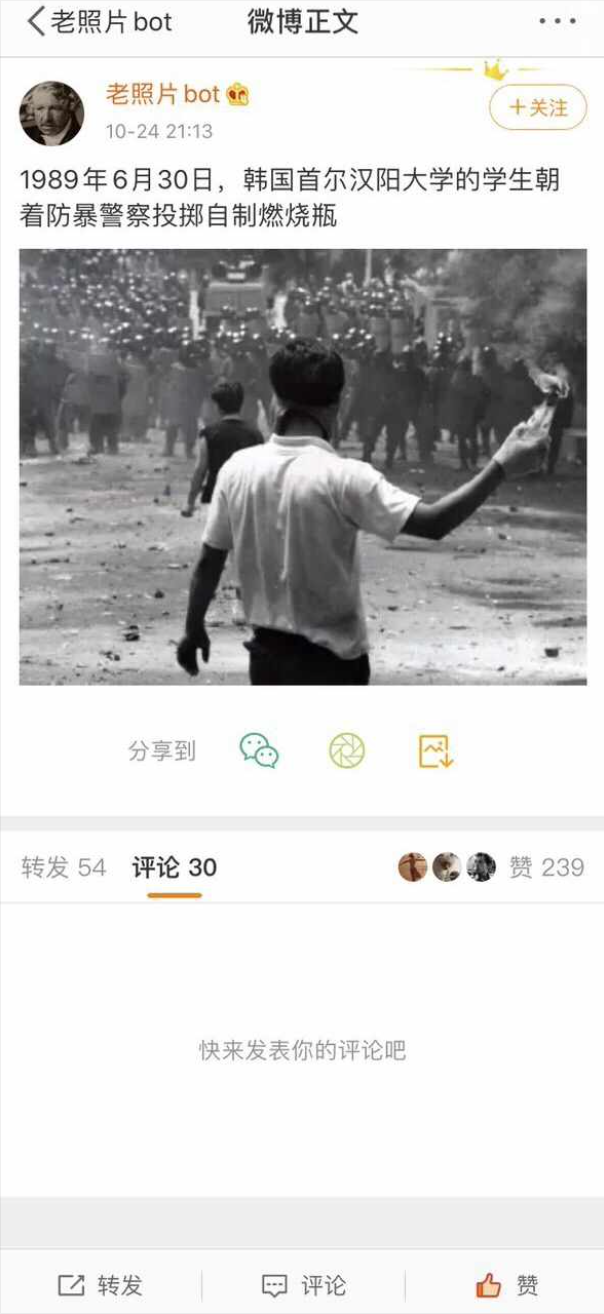 老照片bot
微博正文
老照片bot
10-24 21:13
+关注
1989年6月30日，韩国首尔汉阳大学的学生朝
着防暴警察投掷自制燃烧瓶
分享到
转发 54 评论 30 赞 239
快来发表你的评论吧
转发 评论 赞